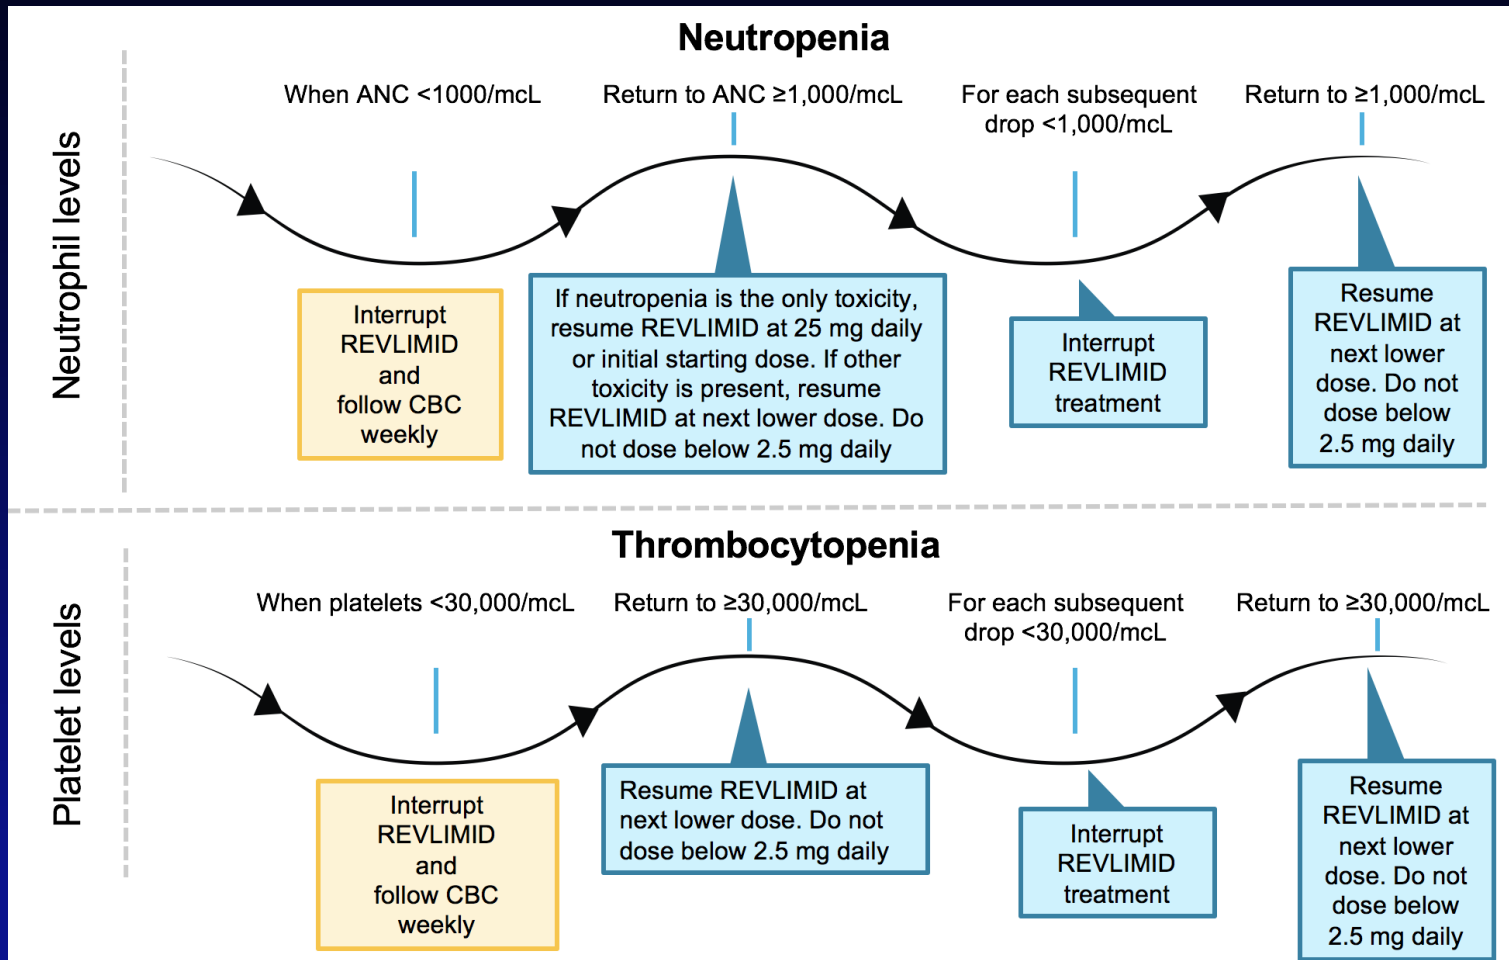 Neutropenia
Neutrophil levels
When ANC <1000/mcL
Return to ANC ≥1,000/mcL
For each subsequent
drop <1,000/mcL
Return to ≥1,000/mcL
Interrupt
REVLIMID
and
follow CBC
weekly
If neutropenia is the only toxicity,
resume REVLIMID at 25 mg daily
or initial starting dose. If other
toxicity is present, resume
REVLIMID at next lower dose. Do
not dose below 2.5 mg daily
Interrupt
REVLIMID
treatment
Resume
REVLIMID at
next lower
dose. Do not
dose below
2.5 mg daily
Thrombocytopenia
Platelet levels
When platelets <30,000/mcL
Return to ≥30,000/mcL
For each subsequent
drop <30,000/mcL
Return to ≥30,000/mcL
Interrupt
REVLIMID
and
follow CBC
weekly
Resume REVLIMID at
next lower dose. Do not
dose below 2.5 mg daily
Interrupt
REVLIMID
treatment
Resume
REVLIMID at
next lower
dose. Do not
dose below
2.5 mg daily